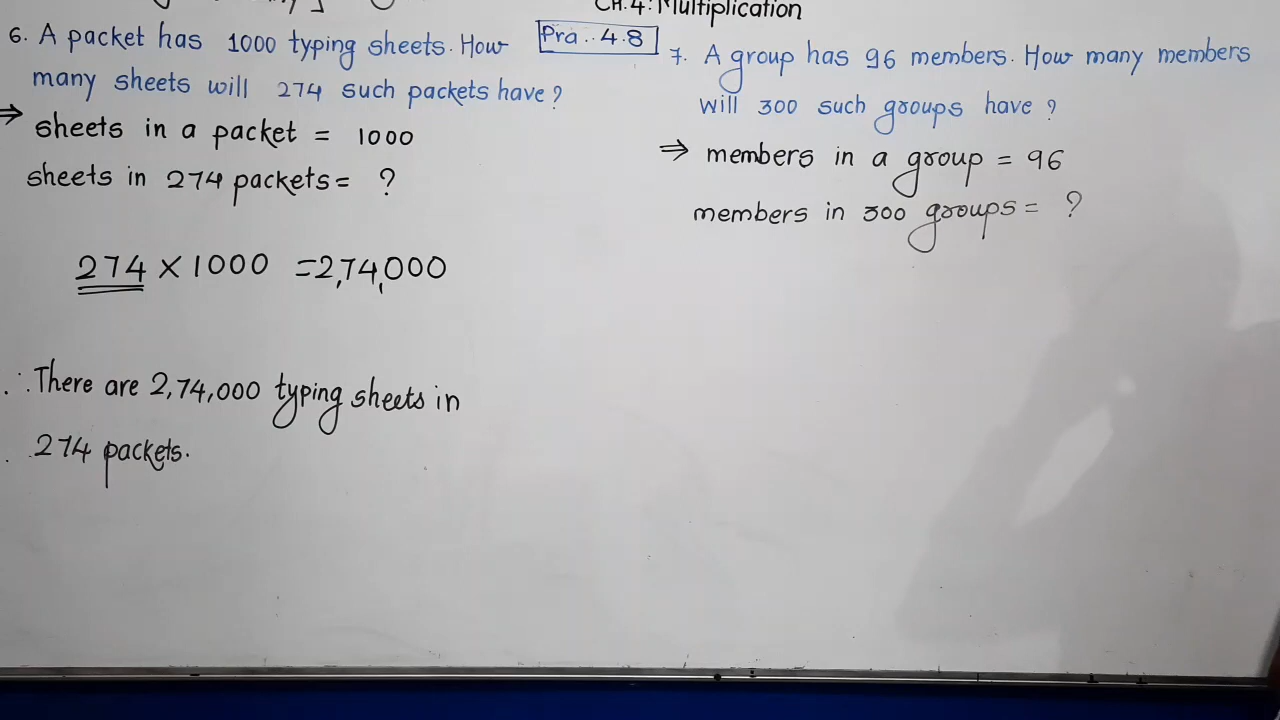 CH.4: Multiplication
Pra.. 4.8
6. A packet has 1000 typing sheets. How
many sheets will 274 such packets have?
⇒ sheets in a packet = 1000
sheets in 274 packets = ?
274 × 1000 = 2,74,000
∴ There are 2,74,000 typing sheets in
274 packets.
7. A group has 96 members. How many members
will 300 such groups have?
⇒ members in a group = 96
members in 300 groups = ?